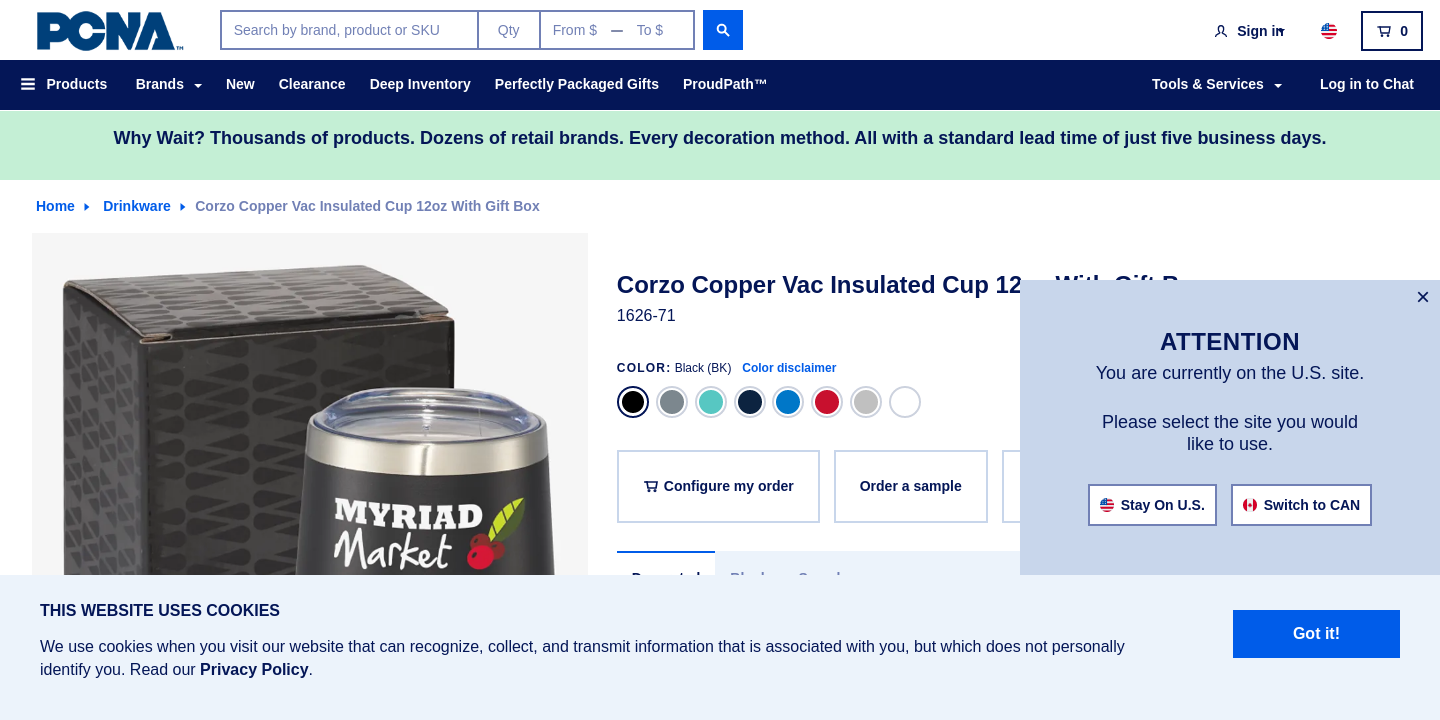 PCNA™
Search by brand, product or SKU
Qty
From $ — To $
Sign in
0
Products
Brands
New
Clearance
Deep Inventory
Perfectly Packaged Gifts
ProudPath™
Tools & Services
Log in to Chat
Why Wait? Thousands of products. Dozens of retail brands. Every decoration method. All with a standard lead time of just five business days.
Home
Drinkware
Corzo Copper Vac Insulated Cup 12oz With Gift Box
Corzo Copper Vac Insulated Cup 12
1626-71
COLOR: Black (BK) Color disclaimer
Configure my order
Order a sample
MYRIAD
Market
×
ATTENTION
You are currently on the U.S. site.
Please select the site you would
like to use.
Stay On U.S.
Switch to CAN
THIS WEBSITE USES COOKIES
We use cookies when you visit our website that can recognize, collect, and transmit information that is associated with you, but which does not personally
identify you. Read our Privacy Policy.
Got it!